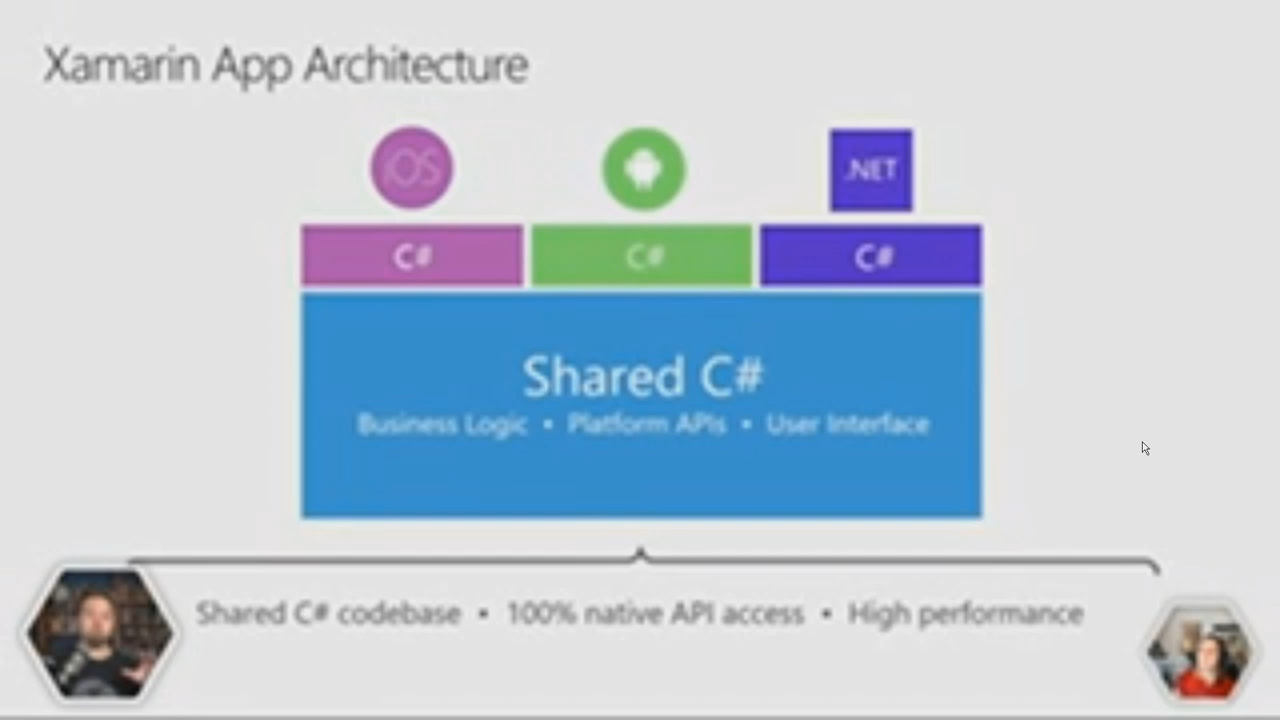 Xamarin App Architecture
iOS
.NET
C#
C#
C#
Shared C#
Business Logic • Platform APIs • User Interface
Shared C# codebase • 100% native API access • High performance